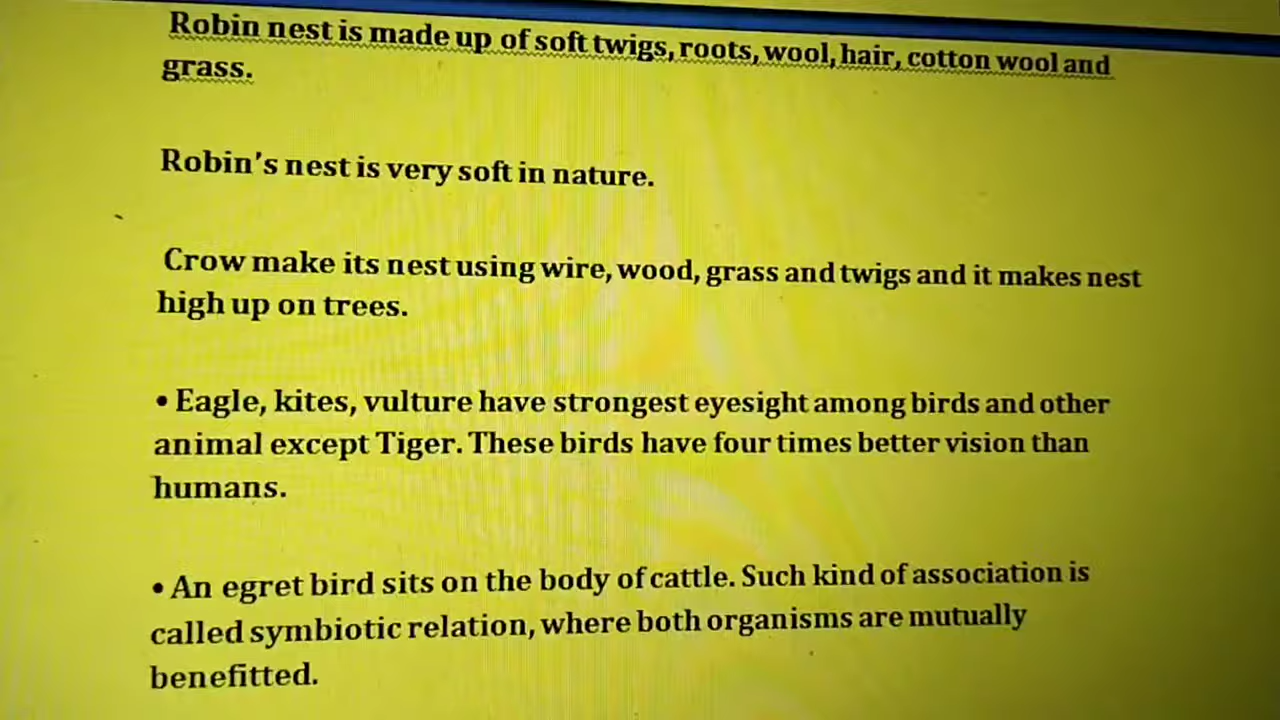 Robin nest is made up of soft twigs, roots, wool, hair, cotton wool and
grass.
Robin's nest is very soft in nature.
Crow make its nest using wire, wood, grass and twigs and it makes nest
high up on trees.
• Eagle, kites, vulture have strongest eyesight among birds and other
animal except Tiger. These birds have four times better vision than
humans.
• An egret bird sits on the body of cattle. Such kind of association is
called symbiotic relation, where both organisms are mutually
benefitted.